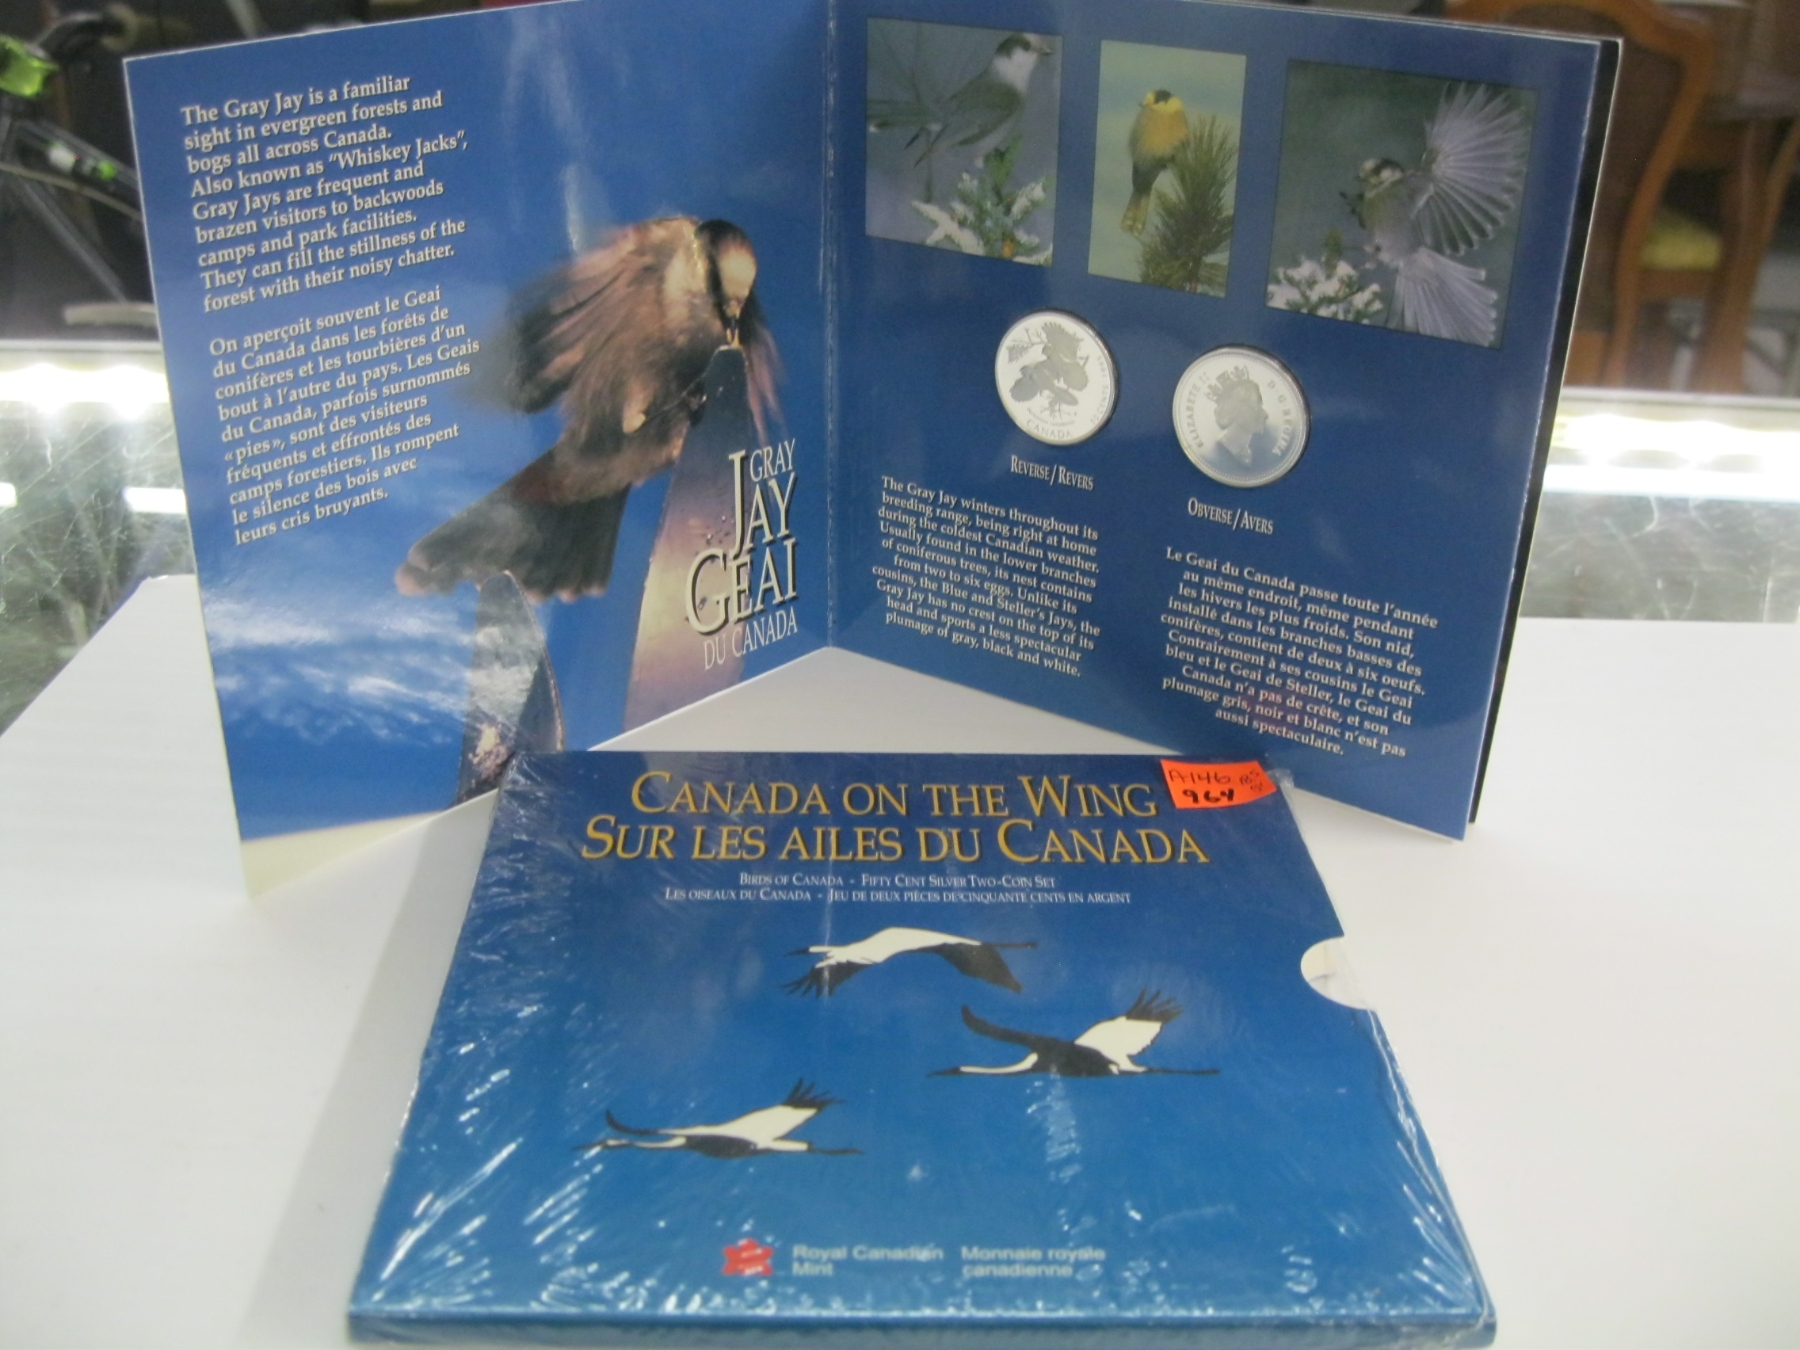 The Gray Jay is a familiar
sight in evergreen forests and
bogs all across Canada.
Also known as "Whiskey Jacks",
Gray Jays are frequent and
brazen visitors to backwoods
camps and park facilities.
They can fill the stillness of the
forest with their noisy chatter.
On aperçoit souvent le Geai
du Canada dans les forêts de
conifères et les tourbières d'un
bout à l'autre du pays. Les Geais
du Canada, parfois surnommés
«pies», sont des visiteurs
fréquents et effrontés des
camps forestiers. Ils rompent
le silence des bois avec
leurs cris bruyants.
GRAY
JAY
GEAI
DU CANADA
CANADA
ELIZABETH II D·G·REGINA
REVERSE/REVERS
OBVERSE/AVERS
The Gray Jay winters throughout its
breeding range, being right at home
during the coldest Canadian weather.
Usually found in the lower branches
of coniferous trees, its nest contains
from two to six eggs. Unlike its
cousins, the Blue and Steller's Jays, the
Gray Jay has no crest on the top of its
head and sports a less spectacular
plumage of gray, black and white.
Le Geai du Canada passe toute l'année
au même endroit, même pendant
les hivers les plus froids. Son nid,
installé dans les branches basses des
conifères, contient de deux à six oeufs.
Contrairement à ses cousins le Geai
bleu et le Geai de Steller, le Geai du
Canada n'a pas de crête, et son
plumage gris, noir et blanc n'est pas
aussi spectaculaire.
A146
964
CANADA ON THE WING
SUR LES AILES DU CANADA
BIRDS OF CANADA - FIFTY CENT SILVER TWO-COIN SET
LES OISEAUX DU CANADA - JEU DE DEUX PIÈCES DE CINQUANTE CENTS EN ARGENT
Royal Canadian Mint
Monnaie royale canadienne